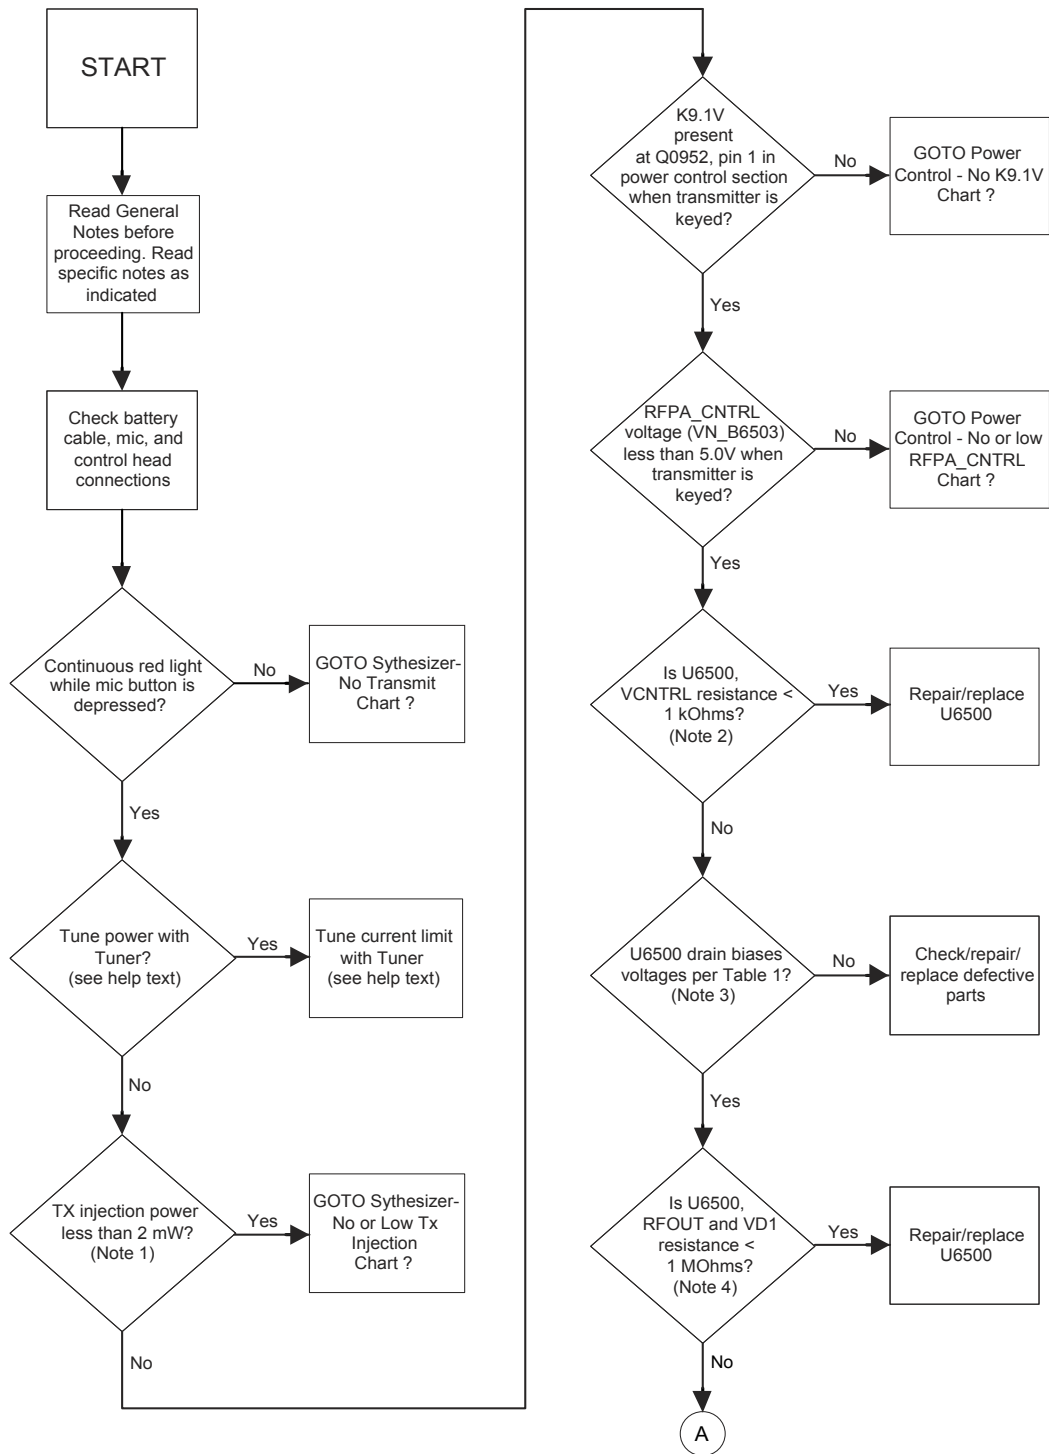 START
Read General
Notes before
proceeding. Read
specific notes as
indicated
Check battery
cable, mic, and
control head
connections
Continuous red light
while mic button is
depressed?
No
GOTO Sythesizer-
No Transmit
Chart ?
Yes
Tune power with
Tuner?
(see help text)
Yes
Tune current limit
with Tuner
(see help text)
No
TX injection power
less than 2 mW?
(Note 1)
Yes
GOTO Sythesizer-
No or Low Tx
Injection
Chart ?
No
K9.1V
present
at Q0952, pin 1 in
power control section
when transmitter is
keyed?
No
GOTO Power
Control - No K9.1V
Chart ?
Yes
RFPA_CNTRL
voltage (VN_B6503)
less than 5.0V when
transmitter is
keyed?
No
GOTO Power
Control - No or low
RFPA_CNTRL
Chart ?
Yes
Is U6500,
VCNTRL resistance <
1 kOhms?
(Note 2)
Yes
Repair/replace
U6500
No
U6500 drain biases
voltages per Table 1?
(Note 3)
No
Check/repair/
replace defective
parts
Yes
Is U6500,
RFOUT and VD1
resistance <
1 MOhms?
(Note 4)
Yes
Repair/replace
U6500
No
A